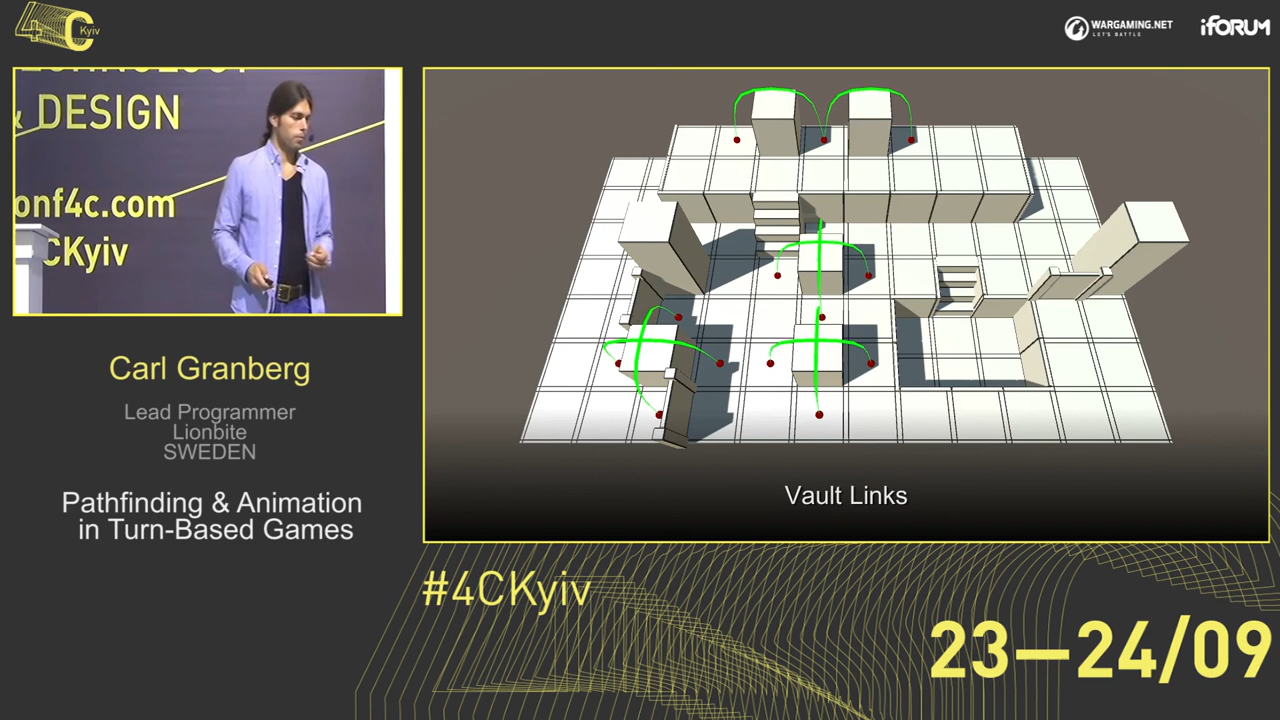 4C Kyiv
WARGAMING.NET
LET'S BATTLE
iFORUM
TECHNOLOGY
& DESIGN
onf4c.com
CKyiv
Carl Granberg
Lead Programmer
Lionbite
SWEDEN
Pathfinding & Animation
in Turn-Based Games
Vault Links
#4CKyiv
23—24/09